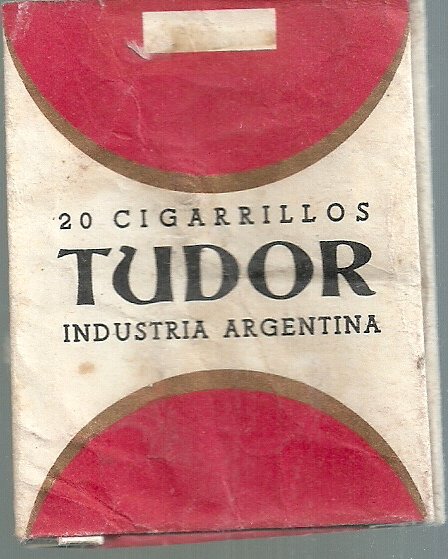 20 CIGARRILLOS
TUDOR
INDUSTRIA ARGENTINA